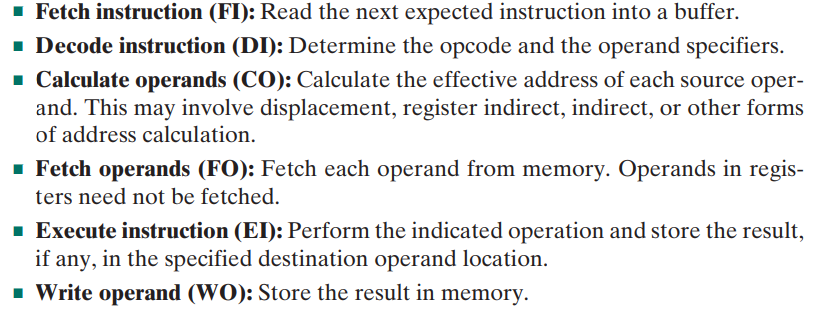 ■ Fetch instruction (FI): Read the next expected instruction into a buffer.
■ Decode instruction (DI): Determine the opcode and the operand specifiers.
■ Calculate operands (CO): Calculate the effective address of each source oper-
and. This may involve displacement, register indirect, indirect, or other forms
of address calculation.
■ Fetch operands (FO): Fetch each operand from memory. Operands in regis-
ters need not be fetched.
■ Execute instruction (EI): Perform the indicated operation and store the result,
if any, in the specified destination operand location.
■ Write operand (WO): Store the result in memory.